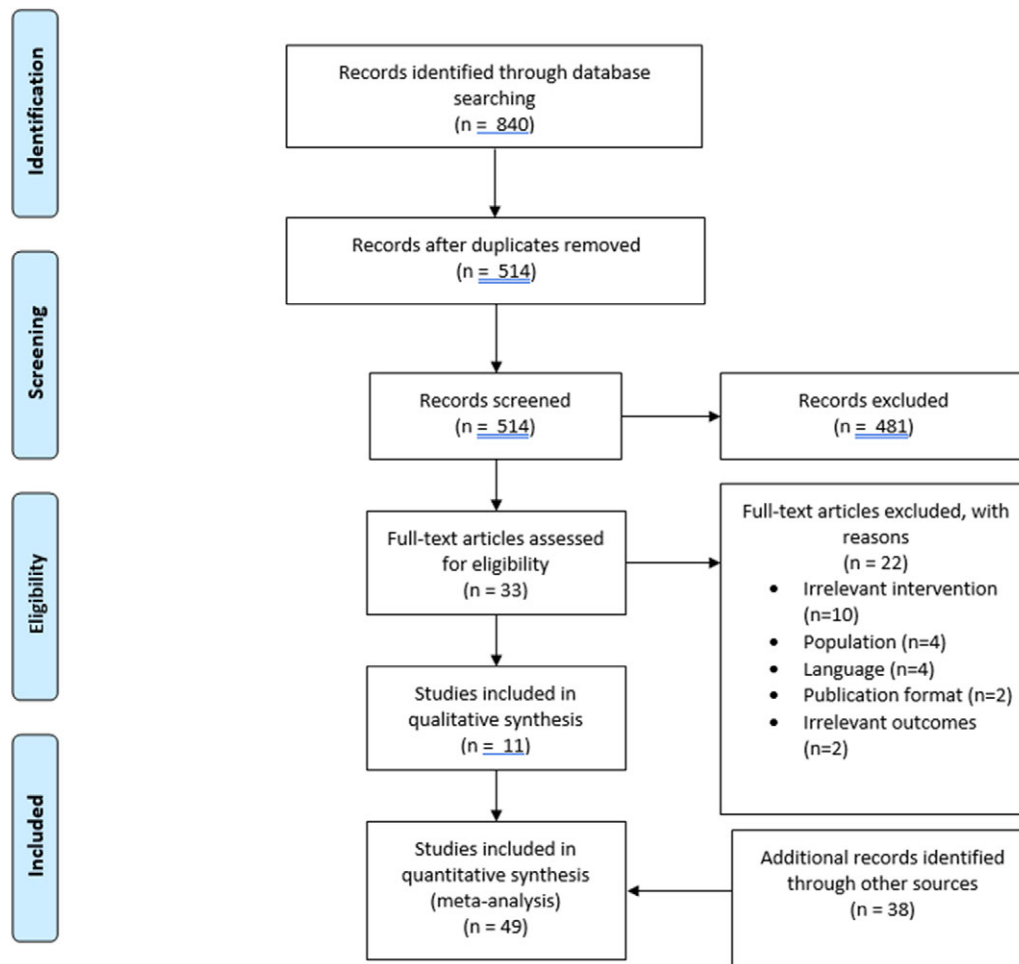 Identification
Records identified through database
searching
(n = 840)
Records after duplicates removed
(n = 514)
Screening
Records screened
(n = 514)
Records excluded
(n = 481)
Eligibility
Full-text articles assessed
for eligibility
(n = 33)
Full-text articles excluded, with
reasons
(n = 22)
• Irrelevant intervention
(n=10)
• Population (n=4)
• Language (n=4)
• Publication format (n=2)
• Irrelevant outcomes
(n=2)
Studies included in
qualitative synthesis
(n = 11)
Included
Studies included in
quantitative synthesis
(meta-analysis)
(n = 49)
Additional records identified
through other sources
(n = 38)